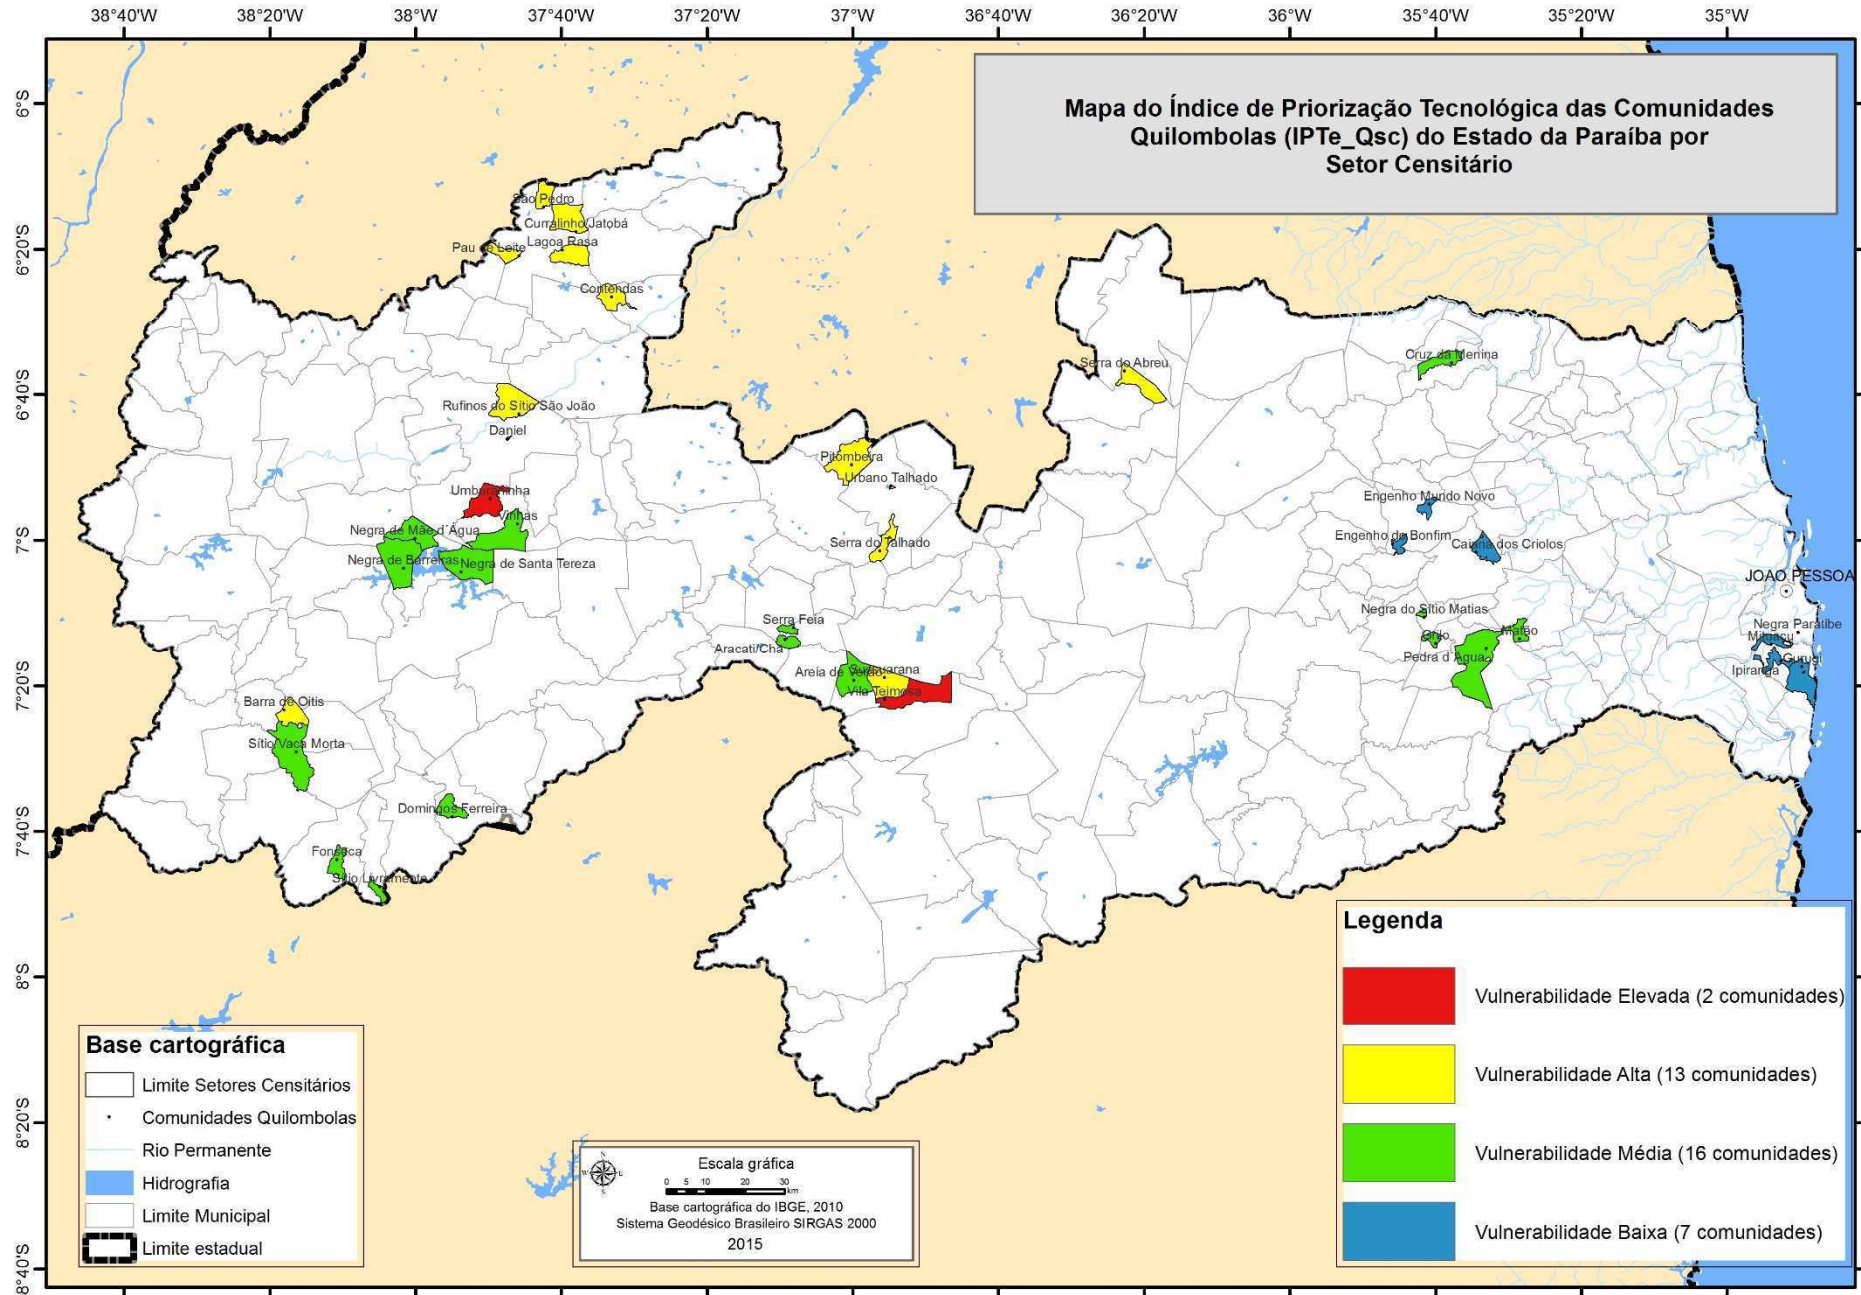 38°40'W 38°20'W 38°W 37°40'W 37°20'W 37°W 36°40'W 36°20'W 36°W 35°40'W 35°20'W 35°W
6°S
6°20'S
6°40'S
7°S
7°20'S
7°40'S
8°S
8°20'S
8°40'S
Mapa do Índice de Priorização Tecnológica das Comunidades
Quilombolas (IPTe_Qsc) do Estado da Paraíba por
Setor Censitário
São Pedro
Curralinho/Jatobá
Lagoa Rasa
Pau de Leite
Contendas
Serra do Abreu
Cruz da Menina
Rufinos do Sítio São João
Daniel
Pitombeira
Urbano Talhado
Umburaninha
Vinhas
Engenho Mundo Novo
Negra de Mãe d´Água
Engenho do Bonfim
Caiana dos Criolos
Serra do Talhado
Negra de Barreiras
Negra de Santa Tereza
JOAO PESSOA
Negra do Sítio Matias
Serra Feia
Negra Paratibe
Grilo
Matão
Mituaçu
Aracati/Chã
Pedra d´Água
Gurugi
Ipiranga
Areia de Verão
Vila Teimosa
Barra de Oitis
Sítio Vaca Morta
Domingos Ferreira
Fonseca
Sítio Livramento
Base cartográfica
Limite Setores Censitários
Comunidades Quilombolas
Rio Permanente
Hidrografia
Limite Municipal
Limite estadual
N
W E
S
Escala gráfica
0 5 10 20 30
km
Base cartográfica do IBGE, 2010
Sistema Geodésico Brasileiro SIRGAS 2000
2015
Legenda
Vulnerabilidade Elevada (2 comunidades)
Vulnerabilidade Alta (13 comunidades)
Vulnerabilidade Média (16 comunidades)
Vulnerabilidade Baixa (7 comunidades)